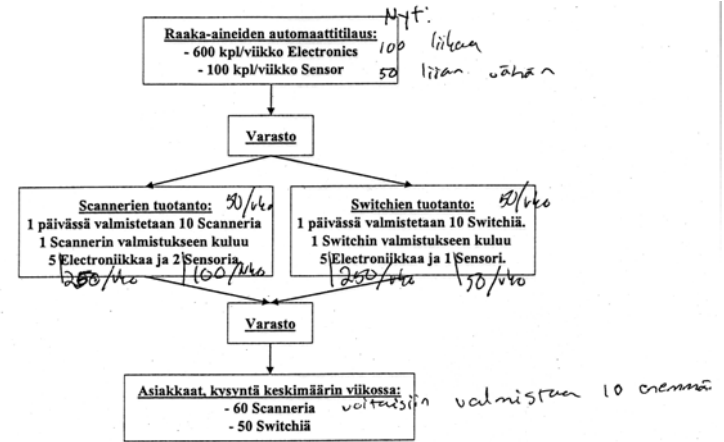 Nyt:
Raaka-aineiden automaattitilaus:
- 600 kpl/viikko Electronics 100 liikaa
- 100 kpl/viikko Sensor 50 liian vähän
Varasto
Scannerien tuotanto: 50/vko
1 päivässä valmistetaan 10 Scanneria
1 Scannerin valmistukseen kuluu
5 Electroniikkaa ja 2 Sensoria.
250/vko 100/vko
Switchien tuotanto: 50/vko
1 päivässä valmistetaan 10 Switchiä.
1 Switchin valmistukseen kuluu
5 Electroniikkaa ja 1 Sensori.
250/vko 50/vko
Varasto
Asiakkaat, kysyntä keskimäärin viikossa:
- 60 Scanneria voitaisiin valmistaa 10 enemmä
- 50 Switchiä